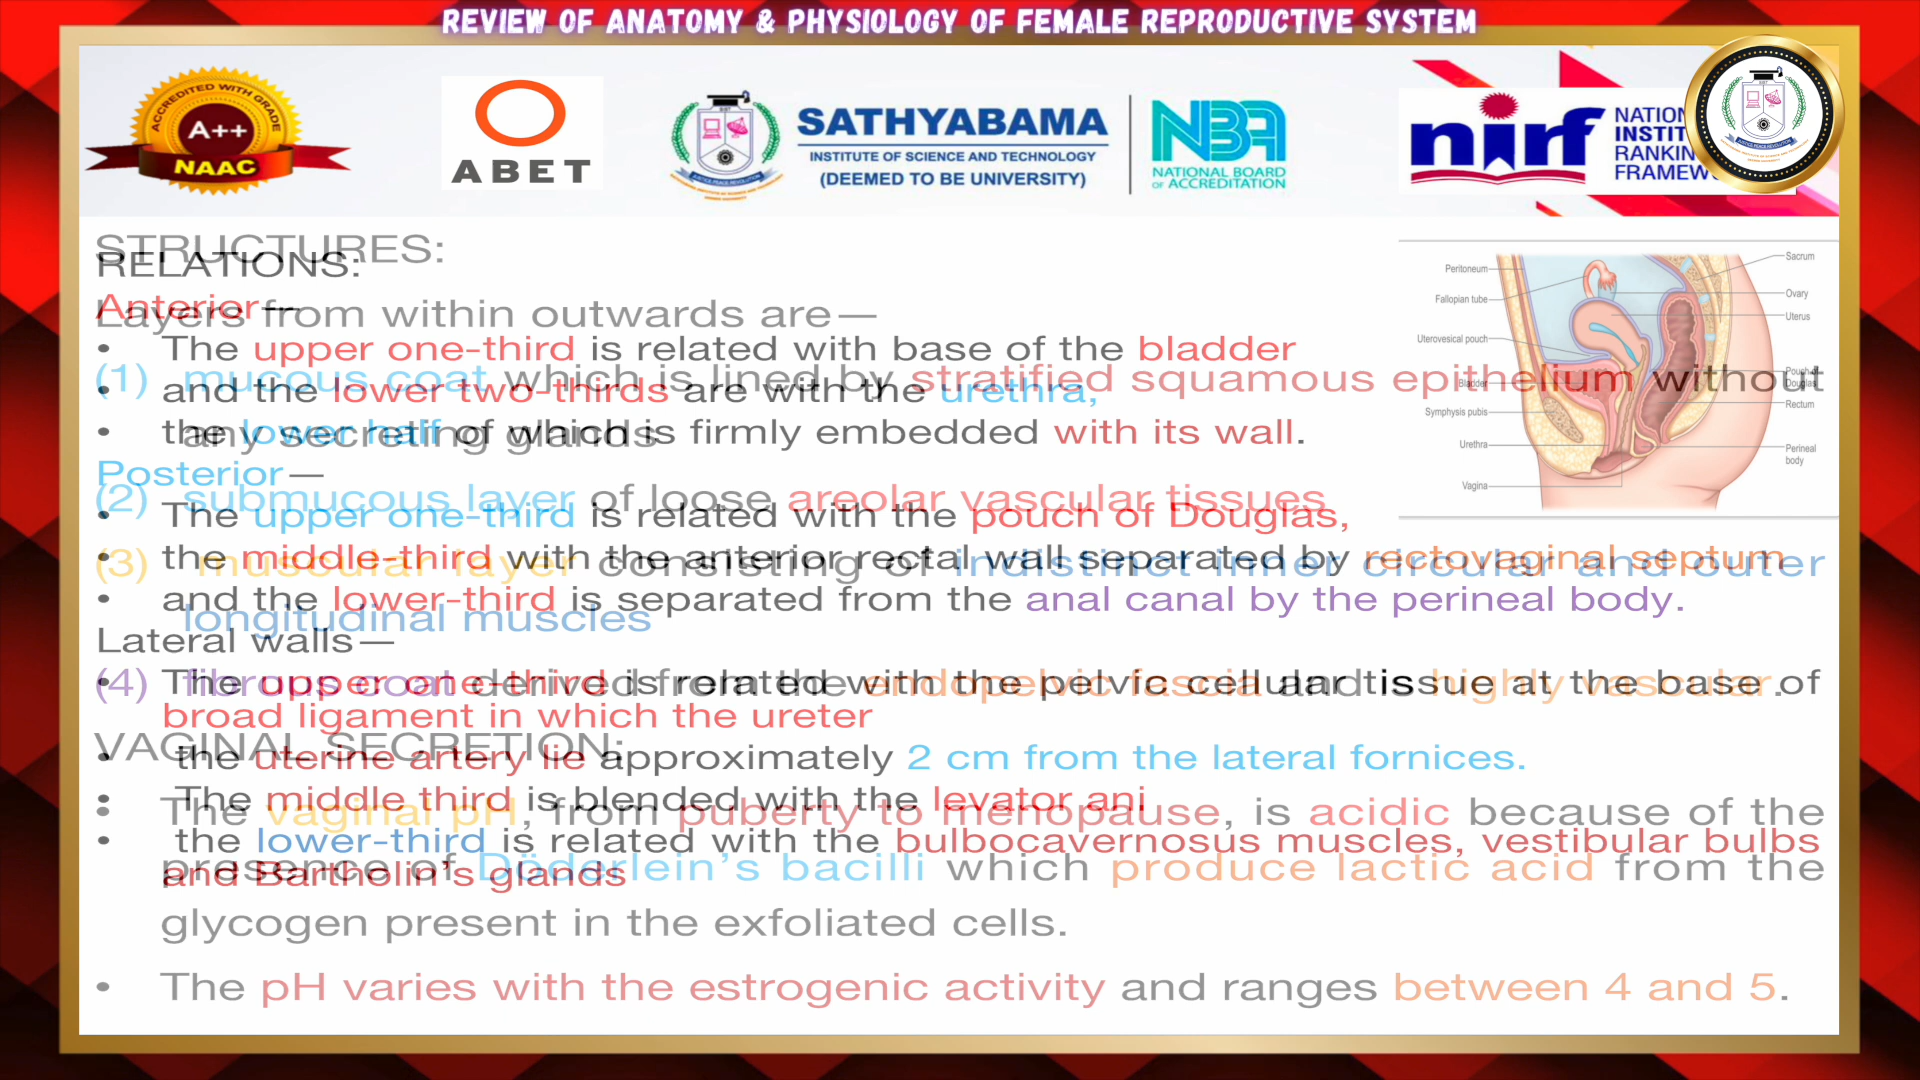 REVIEW OF ANATOMY & PHYSIOLOGY OF FEMALE REPRODUCTIVE SYSTEM
ACCREDITED WITH GRADE
A++
NAAC
ABET
SATHYABAMA
INSTITUTE OF SCIENCE AND TECHNOLOGY
(DEEMED TO BE UNIVERSITY)
NBA
NATIONAL BOARD
OF ACCREDITATION
nirf
NATION
INSTIT
RANKIN
FRAMEW
RELATIONS:
Anterior—
• The upper one-third is related with base of the bladder
• and the lower two-thirds are with the urethra,
• the lower half of which is firmly embedded with its wall.
Posterior—
• The upper one-third is related with the pouch of Douglas,
• the middle-third with the anterior rectal wall separated by rectovaginal septum
• and the lower-third is separated from the anal canal by the perineal body.
Lateral walls—
• The upper one-third is related with the pelvic cellular tissue at the base of
broad ligament in which the ureter
• the uterine artery lie approximately 2 cm from the lateral fornices.
• The middle third is blended with the levator ani
• the lower-third is related with the bulbocavernosus muscles, vestibular bulbs
and Bartholin's glands
STRUCTURES:
Layers from within outwards are—
(1) mucous coat which is lined by stratified squamous epithelium without
any secreting glands
(2) submucous layer of loose areolar vascular tissues
(3) muscular layer consisting of indistinct inner circular and outer
longitudinal muscles
(4) fibrous coat derived from the endopelvic fascia and is highly vascular.
VAGINAL SECRETION:
• The vaginal pH, from puberty to menopause, is acidic because of the
presence of Döderlein's bacilli which produce lactic acid from the
glycogen present in the exfoliated cells.
• The pH varies with the estrogenic activity and ranges between 4 and 5.
Peritoneum
Fallopian tube
Uterovesical pouch
Bladder
Symphysis pubis
Urethra
Vagina
Sacrum
Ovary
Uterus
Pouch
Douglas
Rectum
Perineal
body